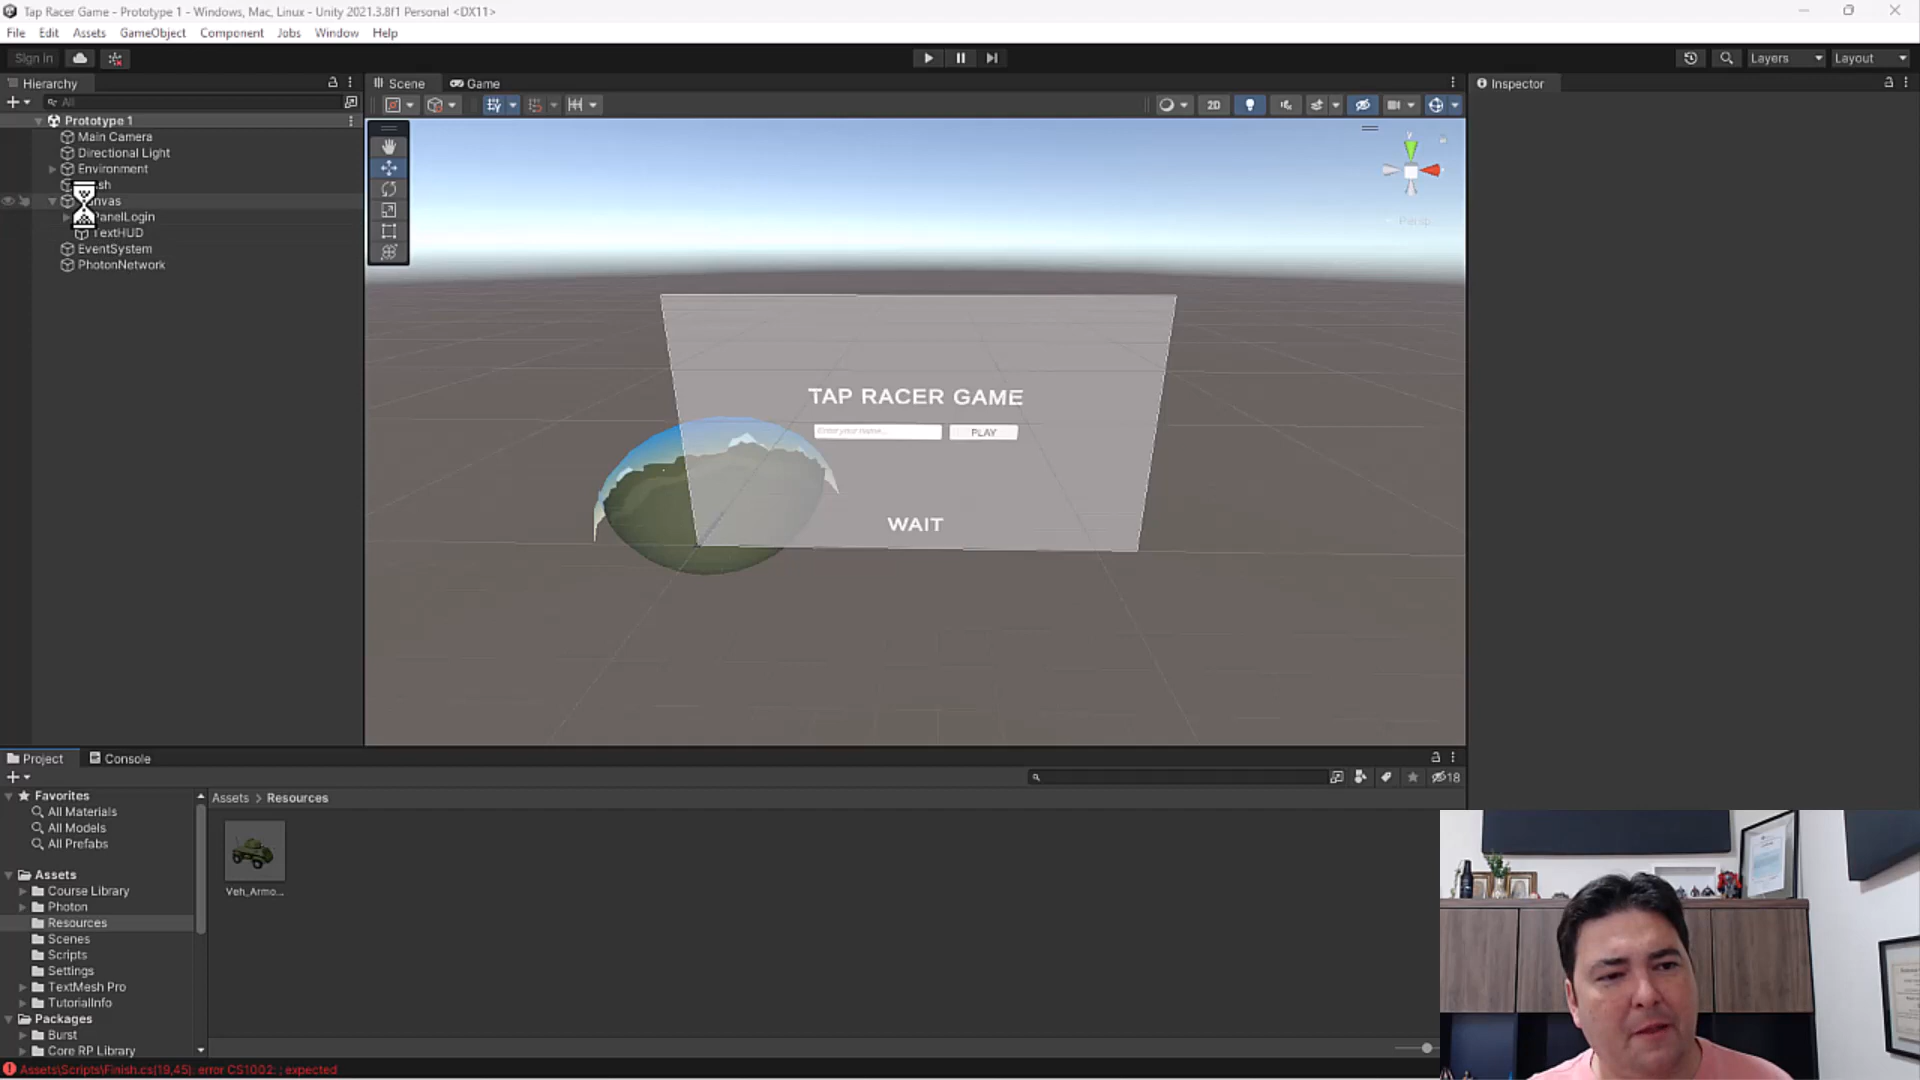 Tap Racer Game - Prototype 1 - Windows, Mac, Linux - Unity 2021.3.8f1 Personal <DX11>
File Edit Assets GameObject Component Jobs Window Help
Sign in Layers Layout
Hierarchy Scene Game Inspector
All 2D
Prototype 1
Main Camera
Directional Light
Environment
PanelLogin
TextHUD
EventSystem
PhotonNetwork
y
Persp
TAP RACER GAME
Enter your name... PLAY
WAIT
Project Console
18
Favorites
All Materials
All Models
All Prefabs
Assets > Resources
Veh_Armo...
Assets
Course Library
Photon
Resources
Scenes
Scripts
Settings
TextMesh Pro
TutorialInfo
Packages
Burst
Core RP Library
Assets\Scripts\Finish.cs(19,45): error CS1002: ; expected